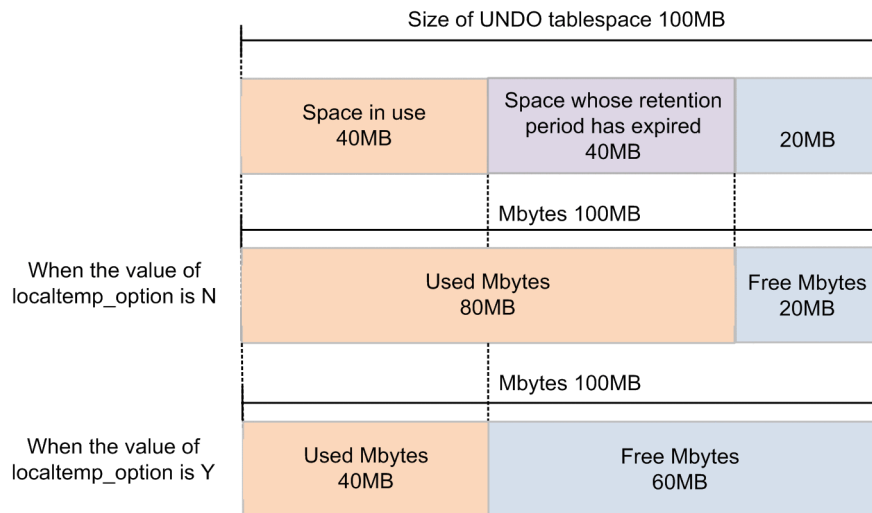 Size of UNDO tablespace 100MB
Space in use
40MB
Space whose retention
period has expired
40MB
20MB
Mbytes 100MB
When the value of
localtemp_option is N
Used Mbytes
80MB
Free Mbytes
20MB
Mbytes 100MB
When the value of
localtemp_option is Y
Used Mbytes
40MB
Free Mbytes
60MB